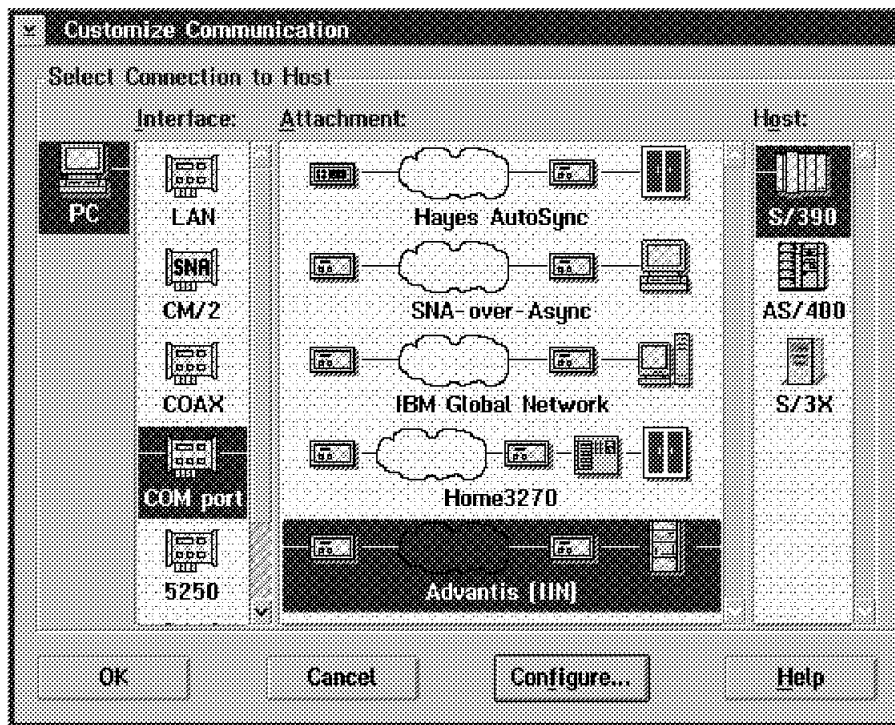 Customize Communication
Select Connection to Host
Interface: Attachment: Host:
PC
LAN
SNA
CM/2
COAX
COM port
5250
Hayes AutoSync
SNA-over-Async
IBM Global Network
Home3270
Advantis (IIN)
S/390
AS/400
S/3X
OK Cancel Configure... Help